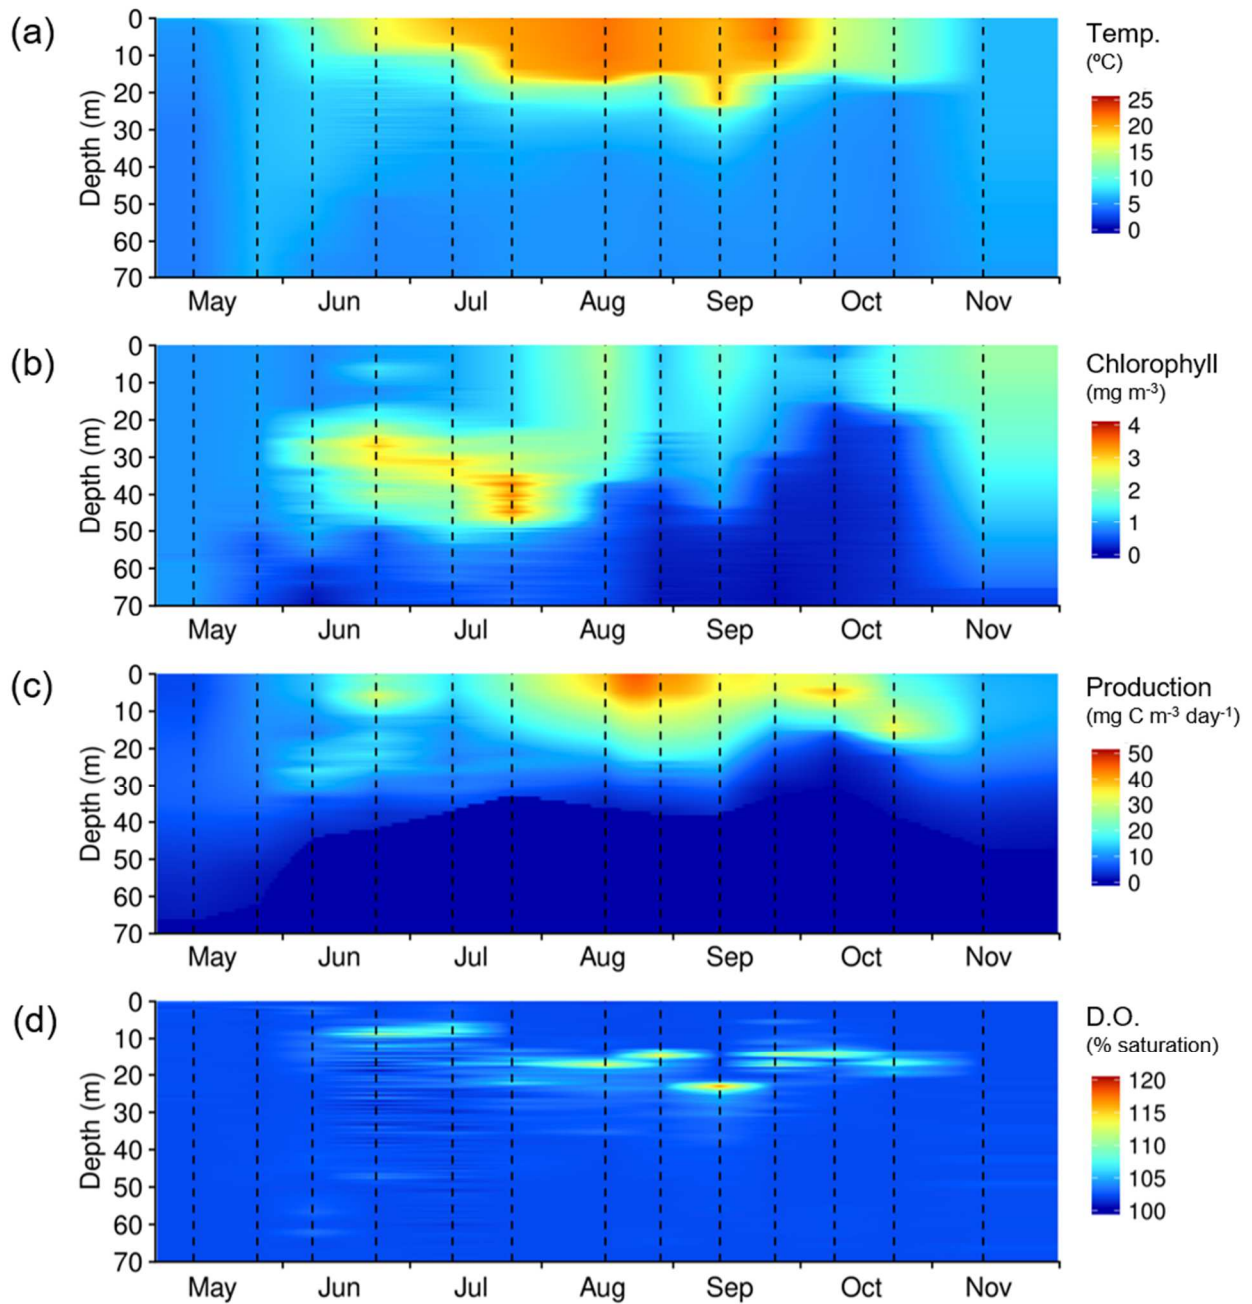 (a)
0
10
20
30
40
50
60
70
Depth (m)
May Jun Jul Aug Sep Oct Nov
Temp.
(ºC)
25
20
15
10
5
0
(b)
0
10
20
30
40
50
60
70
Depth (m)
May Jun Jul Aug Sep Oct Nov
Chlorophyll
(mg m⁻³)
4
3
2
1
0
(c)
0
10
20
30
40
50
60
70
Depth (m)
May Jun Jul Aug Sep Oct Nov
Production
(mg C m⁻³ day⁻¹)
50
40
30
20
10
0
(d)
0
10
20
30
40
50
60
70
Depth (m)
May Jun Jul Aug Sep Oct Nov
D.O.
(% saturation)
120
115
110
105
100